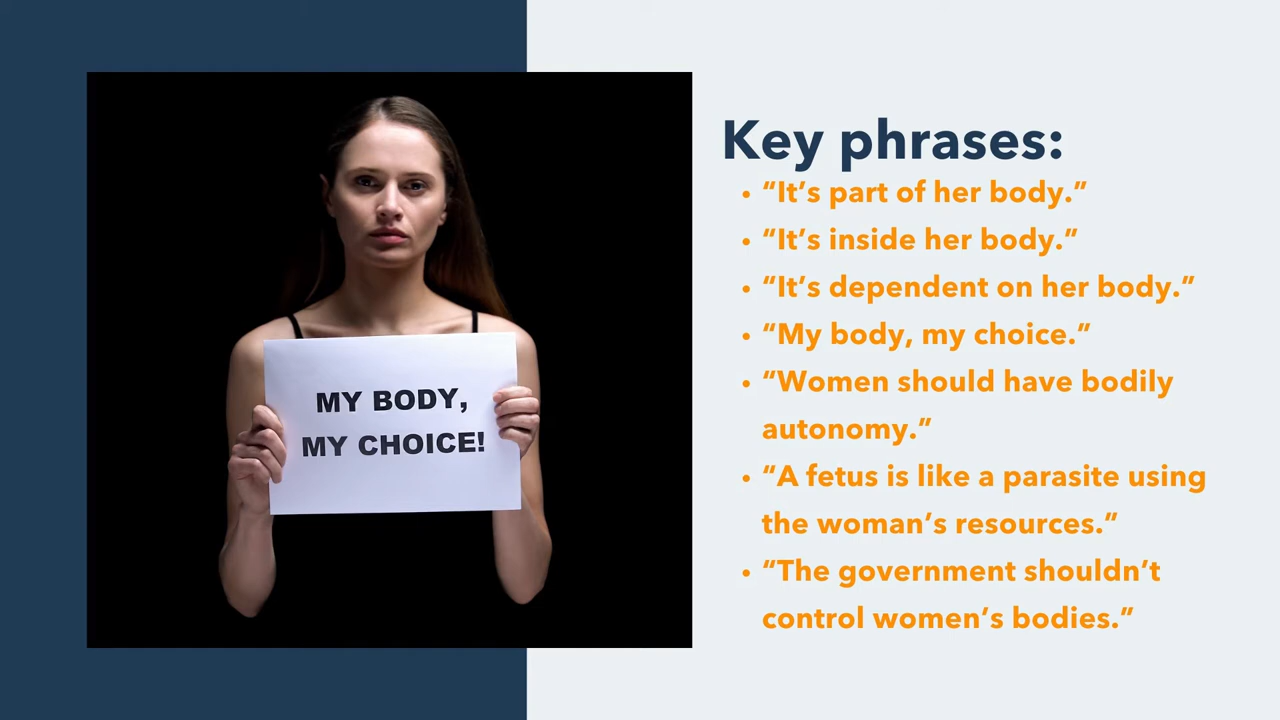 MY BODY,
MY CHOICE!
Key phrases:
• “It’s part of her body.”
• “It’s inside her body.”
• “It’s dependent on her body.”
• “My body, my choice.”
• “Women should have bodily
autonomy.”
• “A fetus is like a parasite using
the woman’s resources.”
• “The government shouldn’t
control women’s bodies.”